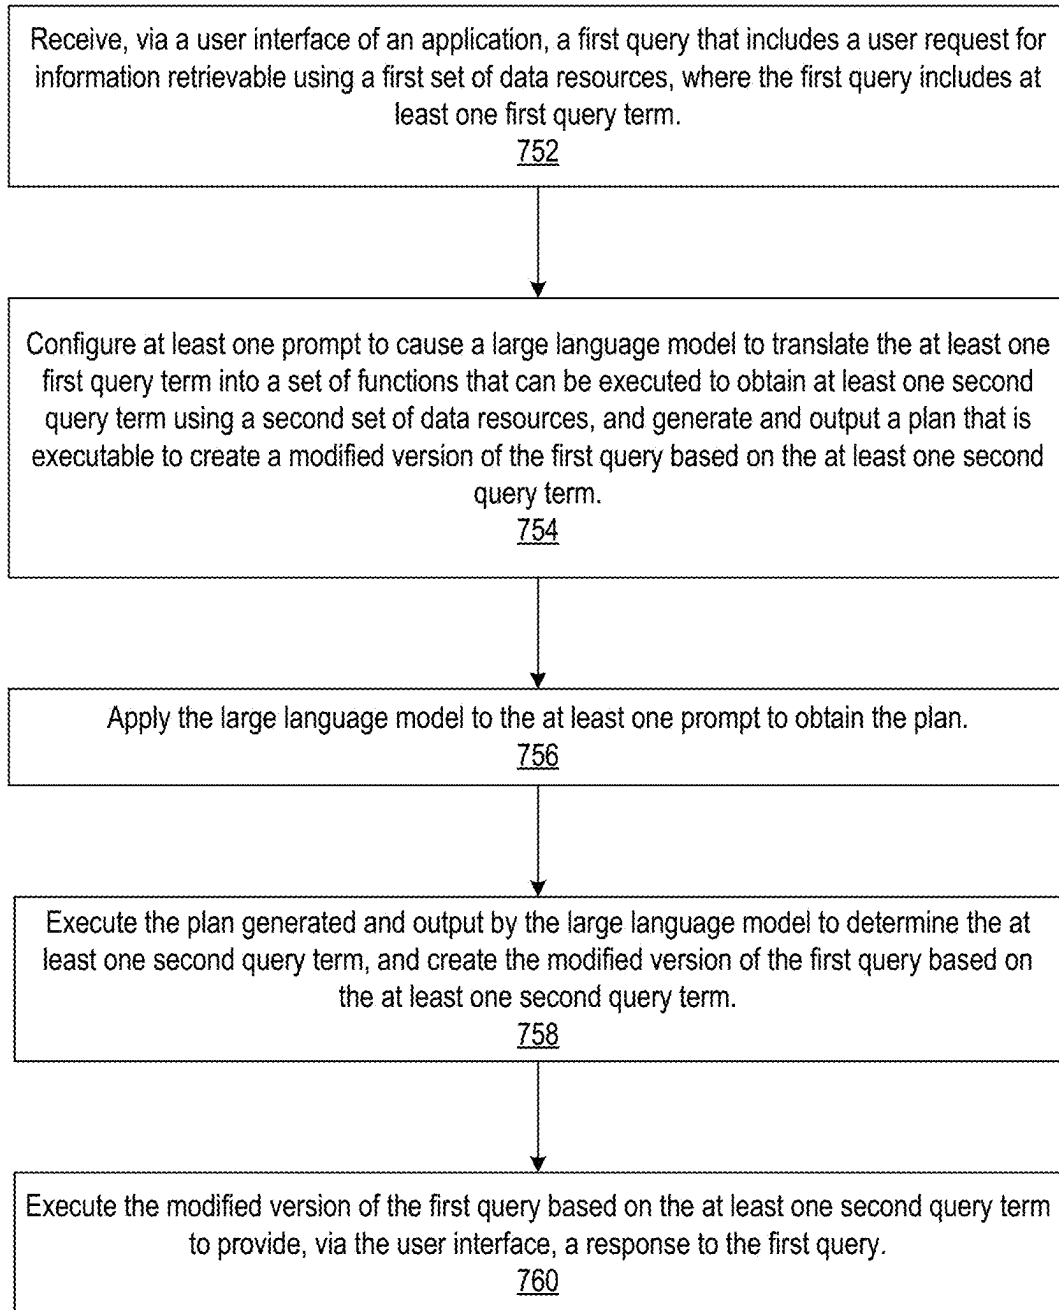 Receive, via a user interface of an application, a first query that includes a user request for
information retrievable using a first set of data resources, where the first query includes at
least one first query term.
752
Configure at least one prompt to cause a large language model to translate the at least one
first query term into a set of functions that can be executed to obtain at least one second
query term using a second set of data resources, and generate and output a plan that is
executable to create a modified version of the first query based on the at least one second
query term.
754
Apply the large language model to the at least one prompt to obtain the plan.
756
Execute the plan generated and output by the large language model to determine the at
least one second query term, and create the modified version of the first query based on
the at least one second query term.
758
Execute the modified version of the first query based on the at least one second query term
to provide, via the user interface, a response to the first query.
760